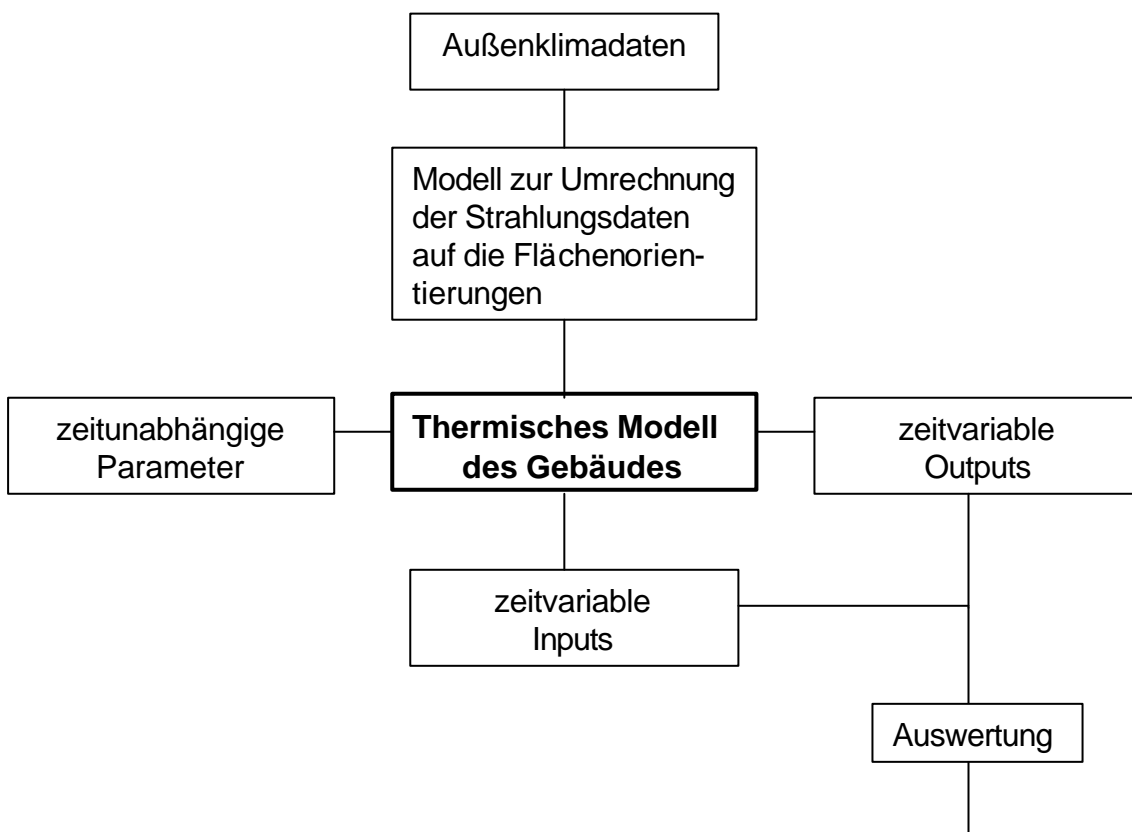 Außenklimadaten
Modell zur Umrechnung
der Strahlungsdaten
auf die Flächenorien-
tierungen
zeitunabhängige
Parameter
Thermisches Modell
des Gebäudes
zeitvariable
Outputs
zeitvariable
Inputs
Auswertung